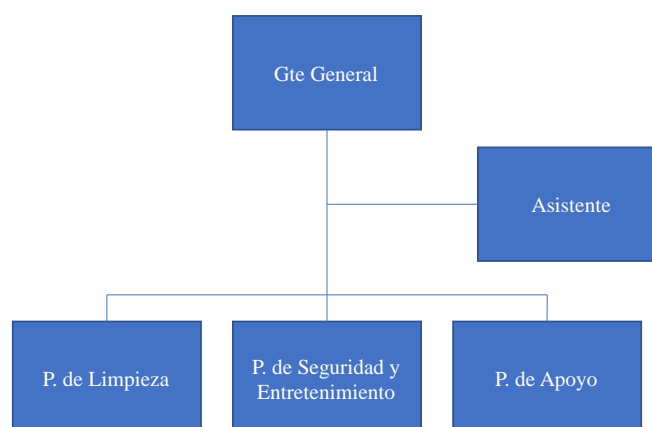 Gte General
Asistente
P. de Limpieza
P. de Seguridad y
Entretenimiento
P. de Apoyo